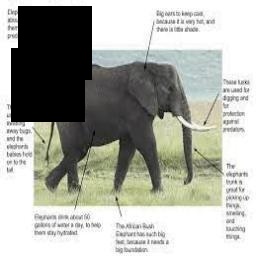 Big ears to keep cool,
because it is very hot, and
there is little shade.
These tusks
are used for
digging and
for
protection
against
predators.
away bugs,
and the
elephants
babies hold
on to the
tail.
The
elephants
trunk is
great for
picking up
things,
smelling,
and
touching
things.
Elephants drink about 50
gallons of water a day, to help
them stay hydrated.
The African Bush
Elephant has such big
feet, because it needs a
big foundation.